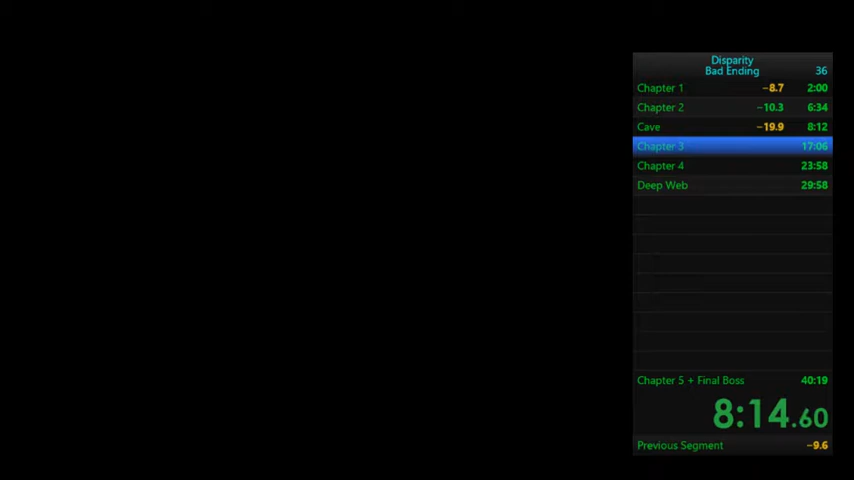 Disparity
Bad Ending 36
Chapter 1 −8.7 2:00
Chapter 2 −10.3 6:34
Cave −19.9 8:12
Chapter 3 17:06
Chapter 4 23:58
Deep Web 29:58
Chapter 5 + Final Boss 40:19
8:14.60
Previous Segment −9.6